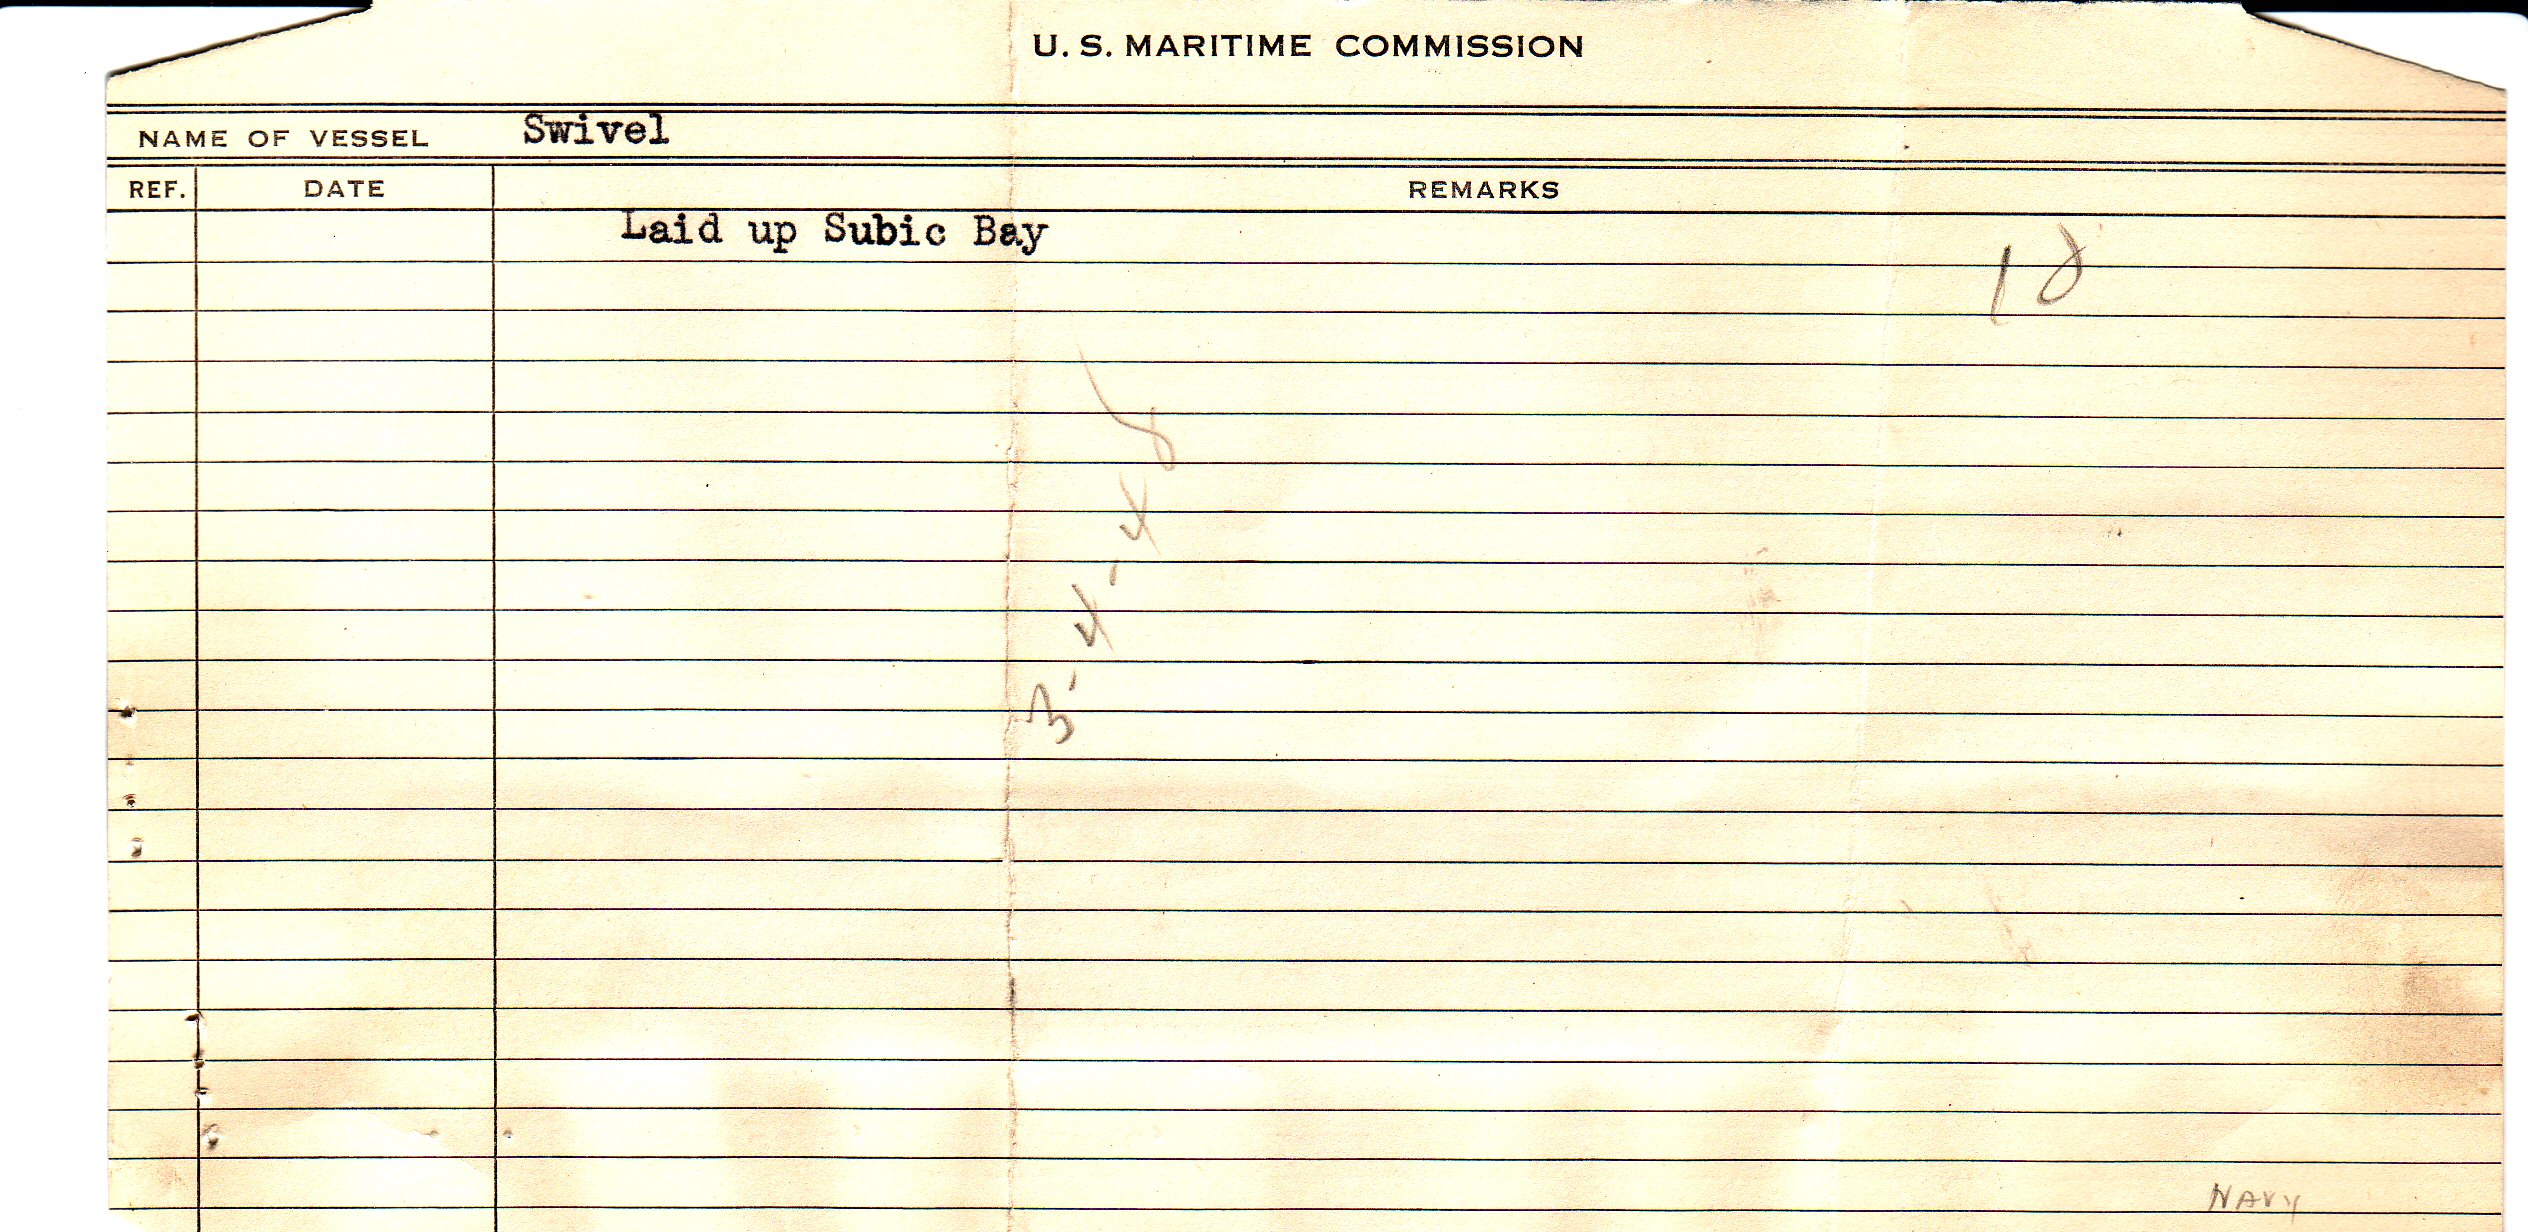 U. S. MARITIME COMMISSION
NAME OF VESSEL Swivel
REF. DATE REMARKS
Laid up Subic Bay
18
3-4-48
NAVY